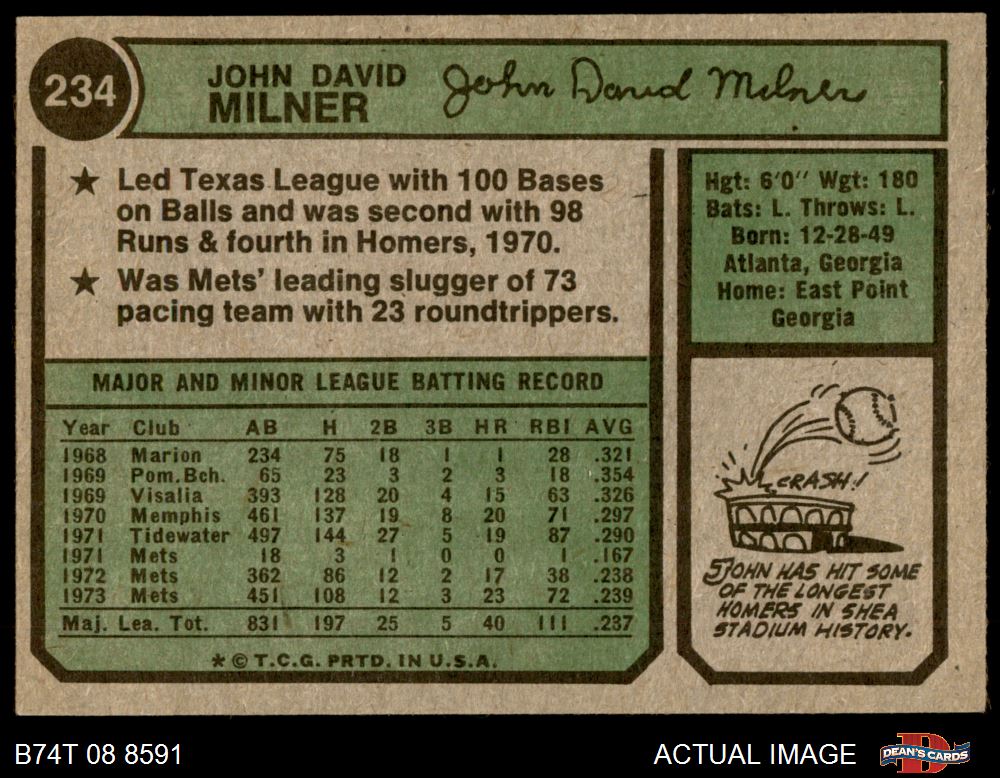 234
JOHN DAVID
MILNER
John David Milner
★ Led Texas League with 100 Bases
on Balls and was second with 98
Runs & fourth in Homers, 1970.
★ Was Mets' leading slugger of 73
pacing team with 23 roundtrippers.
Hgt: 6'0'' Wgt: 180
Bats: L. Throws: L.
Born: 12-28-49
Atlanta, Georgia
Home: East Point
Georgia
MAJOR AND MINOR LEAGUE BATTING RECORD
Year Club AB H 2B 3B HR RBI AVG
1968 Marion 234 75 18 1 1 28 .321
1969 Pom.Bch. 65 23 3 2 3 18 .354
1969 Visalia 393 128 20 4 15 63 .326
1970 Memphis 461 137 19 8 20 71 .297
1971 Tidewater 497 144 27 5 19 87 .290
1971 Mets 18 3 1 0 0 1 .167
1972 Mets 362 86 12 2 17 38 .238
1973 Mets 451 108 12 3 23 72 .239
Maj. Lea. Tot. 831 197 25 5 40 111 .237
* © T.C.G. PRTD. IN U.S.A.
CRASH!
JOHN HAS HIT SOME
OF THE LONGEST
HOMERS IN SHEA
STADIUM HISTORY.
B74T 08 8591
ACTUAL IMAGE
D
DEAN'S CARDS